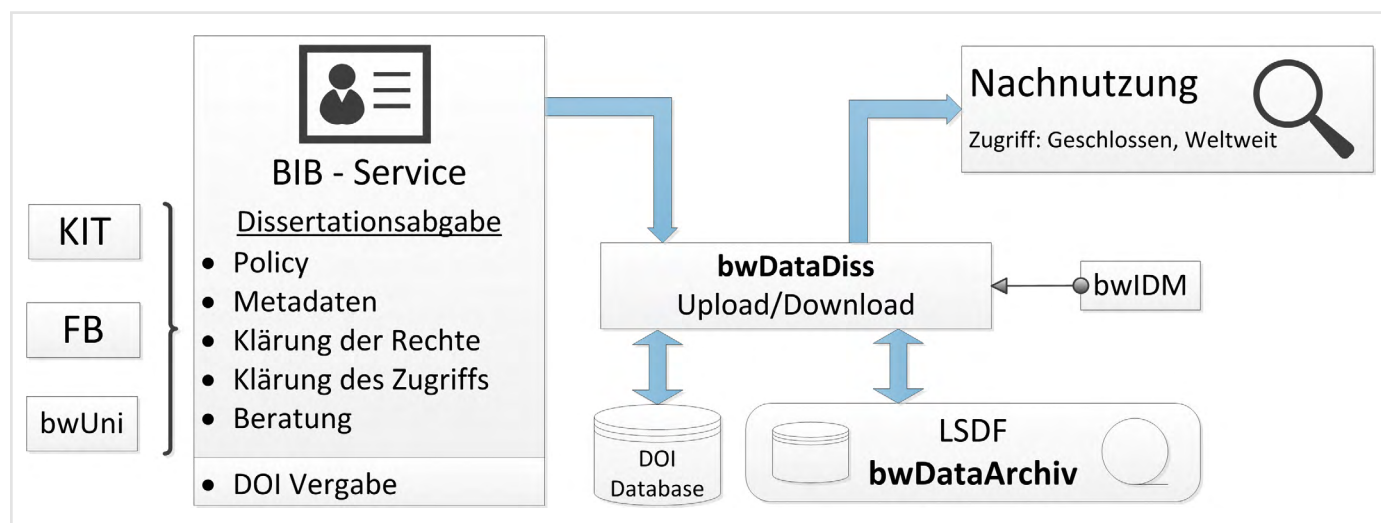 KIT
FB
bwUni
BIB - Service
Dissertationsabgabe
• Policy
• Metadaten
• Klärung der Rechte
• Klärung des Zugriffs
• Beratung
• DOI Vergabe
Nachnutzung
Zugriff: Geschlossen, Weltweit
bwDataDiss
Upload/Download
bwIDM
DOI
Database
LSDF
bwDataArchiv